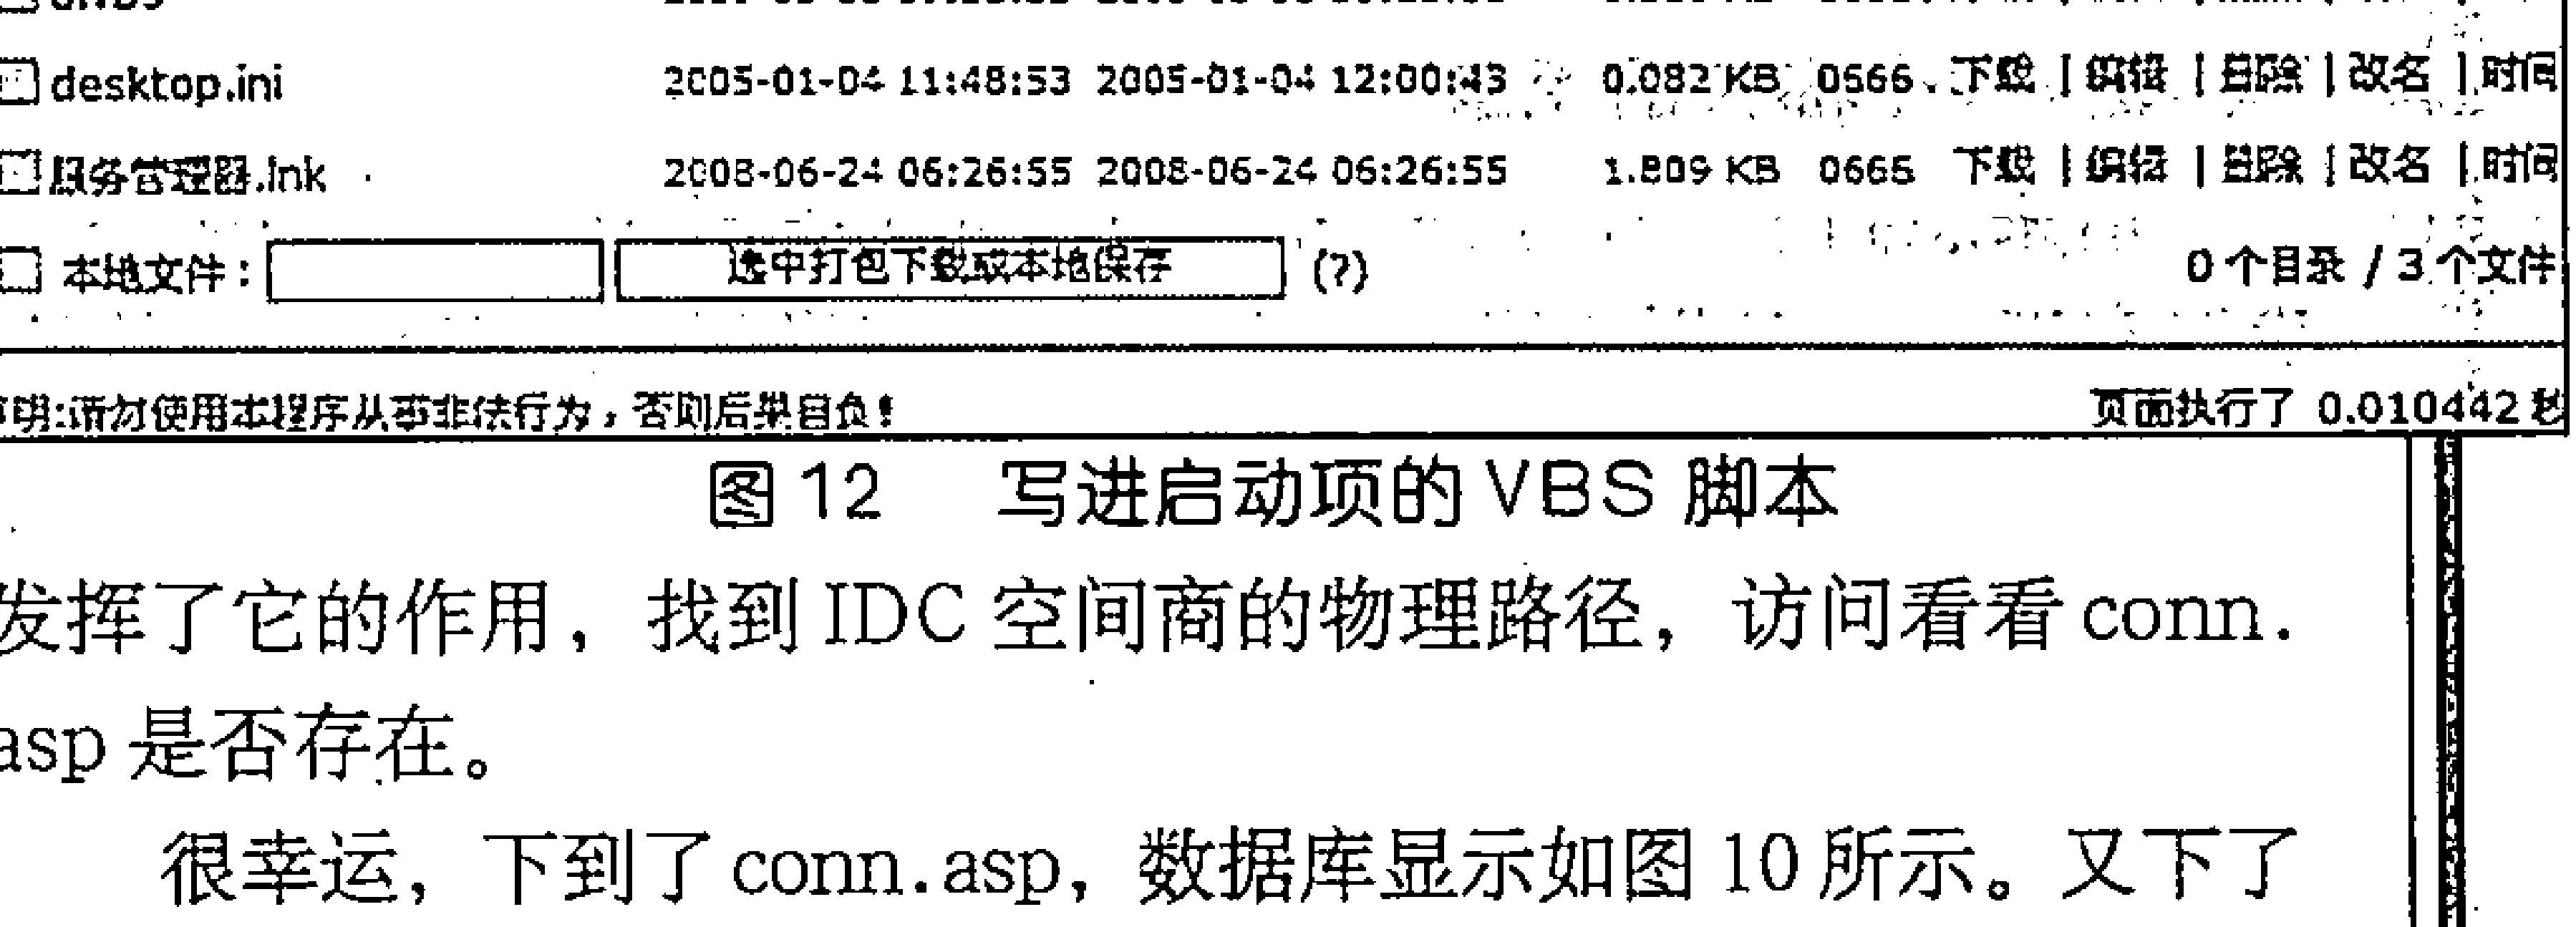 desktop.ini 2005-01-04 11:48:53 2005-01-04 12:00:43 0.082 KB 0666 下载 | 编辑 | 删除 | 改名 | 时间
服务管理器.lnk 2008-06-24 06:26:55 2008-06-24 06:26:55 1.809 KB 0666 下载 | 编辑 | 删除 | 改名 | 时间
本地文件: 选中打包下载或本地保存 (?) 0 个目录 / 3 个文件
明:请勿使用本程序从事非法行为，否则后果自负! 页面执行了 0.010442 秒
图 12 写进启动项的 VBS 脚本
发挥了它的作用，找到 IDC 空间商的物理路径，访问看看 conn.
asp 是否存在。
很幸运，下到了 conn.asp，数据库显示如图 10 所示。又下了